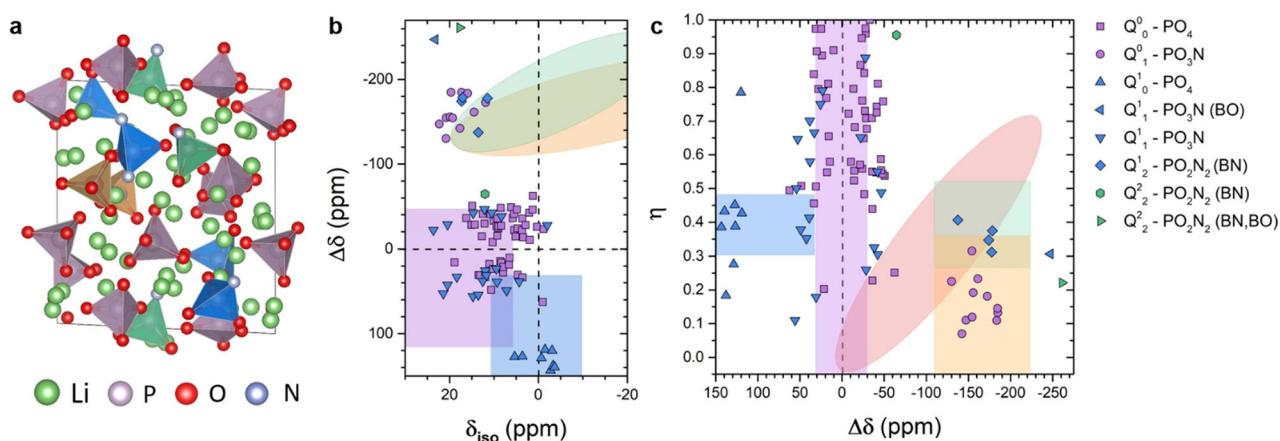 a
Li P O N
b
Δδ (ppm)
-200
-100
0
100
20 0 -20
δiso (ppm)
c
η
1.0
0.9
0.8
0.7
0.6
0.5
0.4
0.3
0.2
0.1
0.0
150 100 50 0 -50 -100 -150 -200 -250
Δδ (ppm)
Q⁰₀ - PO₄
Q⁰₁ - PO₃N
Q¹₀ - PO₄
Q¹₁ - PO₃N (BO)
Q¹₁ - PO₃N
Q¹₂ - PO₂N₂ (BN)
Q²₂ - PO₂N₂ (BN)
Q²₂ - PO₂N₂ (BN,BO)